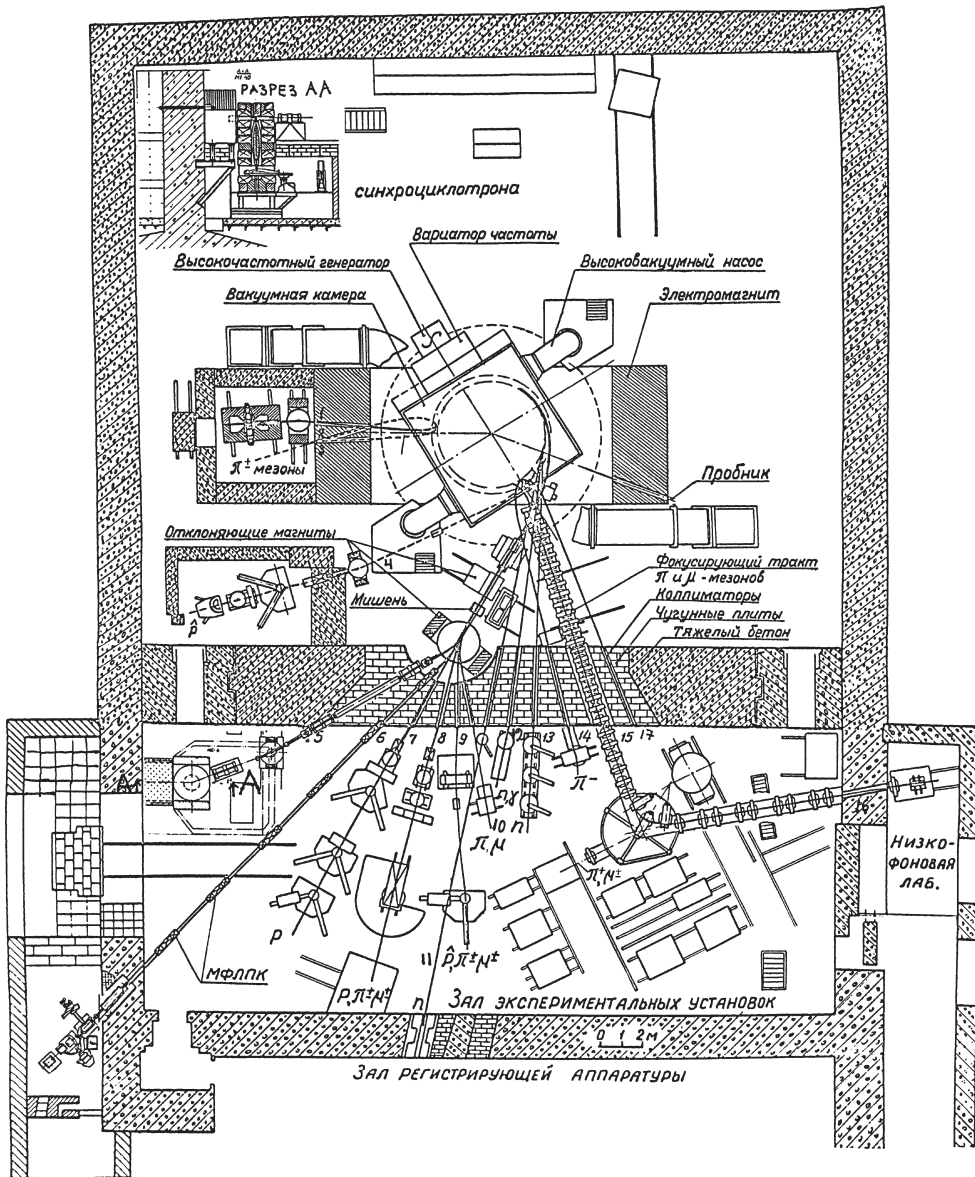 РАЗРЕЗ АА
синхроциклотрона
Вариатор частоты
Высокочастотный генератор
Высоковакуумный насос
Вакуумная камера
Электромагнит
π± мезоны
Пробник
Отклоняющие магниты
4
Фокусирующий тракт
π и μ - мезонов
Мишень
Коллиматоры
Чугунные плиты
p̂
Тяжелый бетон
5 6 7 8 9 12 13 14 15 17
А
А
π-
10
n
π,μ
16
Низко-
фоновая
ЛАБ.
π±μ±
р
МФЛПК
11 p̂,π±μ±
Р,π±μ±
n
Зал экспериментальных установок
0 1 2м
Зал регистрирующей аппаратуры